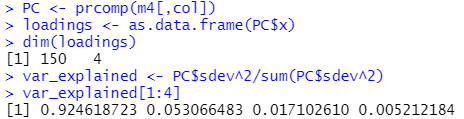 > PC <- prcomp(m4[,col])
> loadings <- as.data.frame(PC$x)
> dim(loadings)
[1] 150   4
> var_explained <- PC$sdev^2/sum(PC$sdev^2)
> var_explained[1:4]
[1] 0.924618723 0.053066483 0.017102610 0.005212184